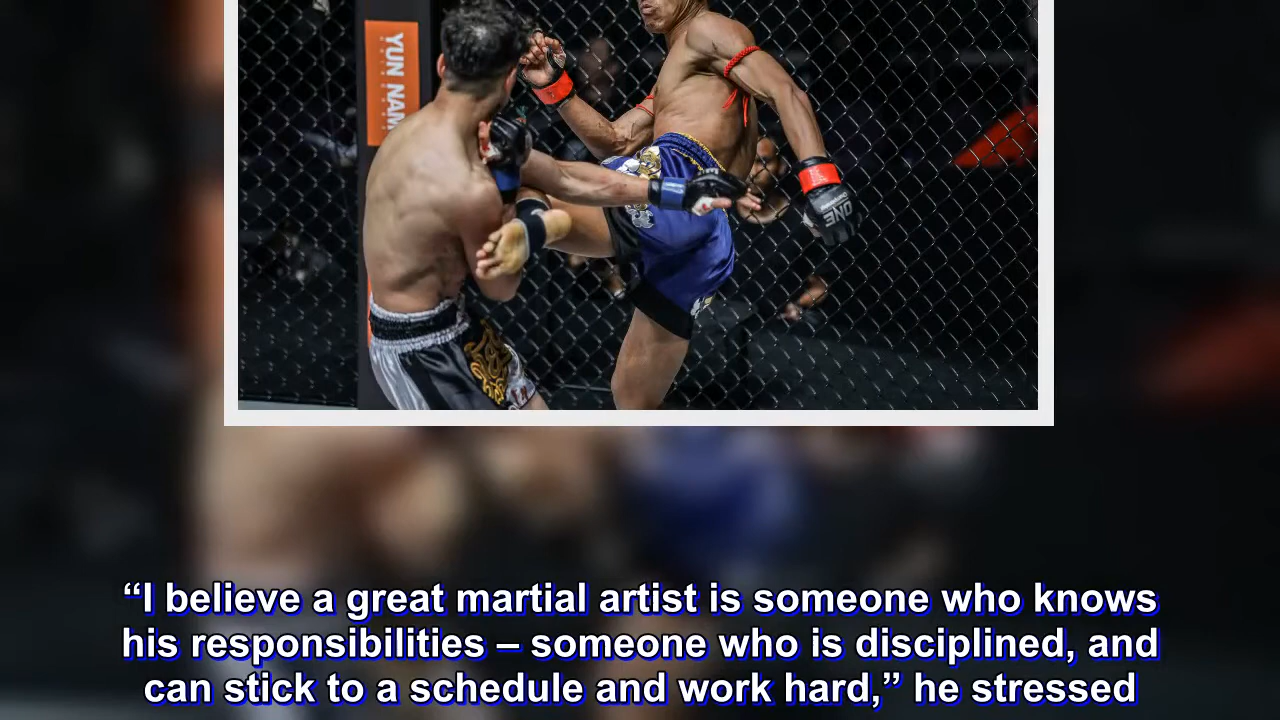 YUN NAM
ONE
“I believe a great martial artist is someone who knows
his responsibilities – someone who is disciplined, and
can stick to a schedule and work hard,” he stressed